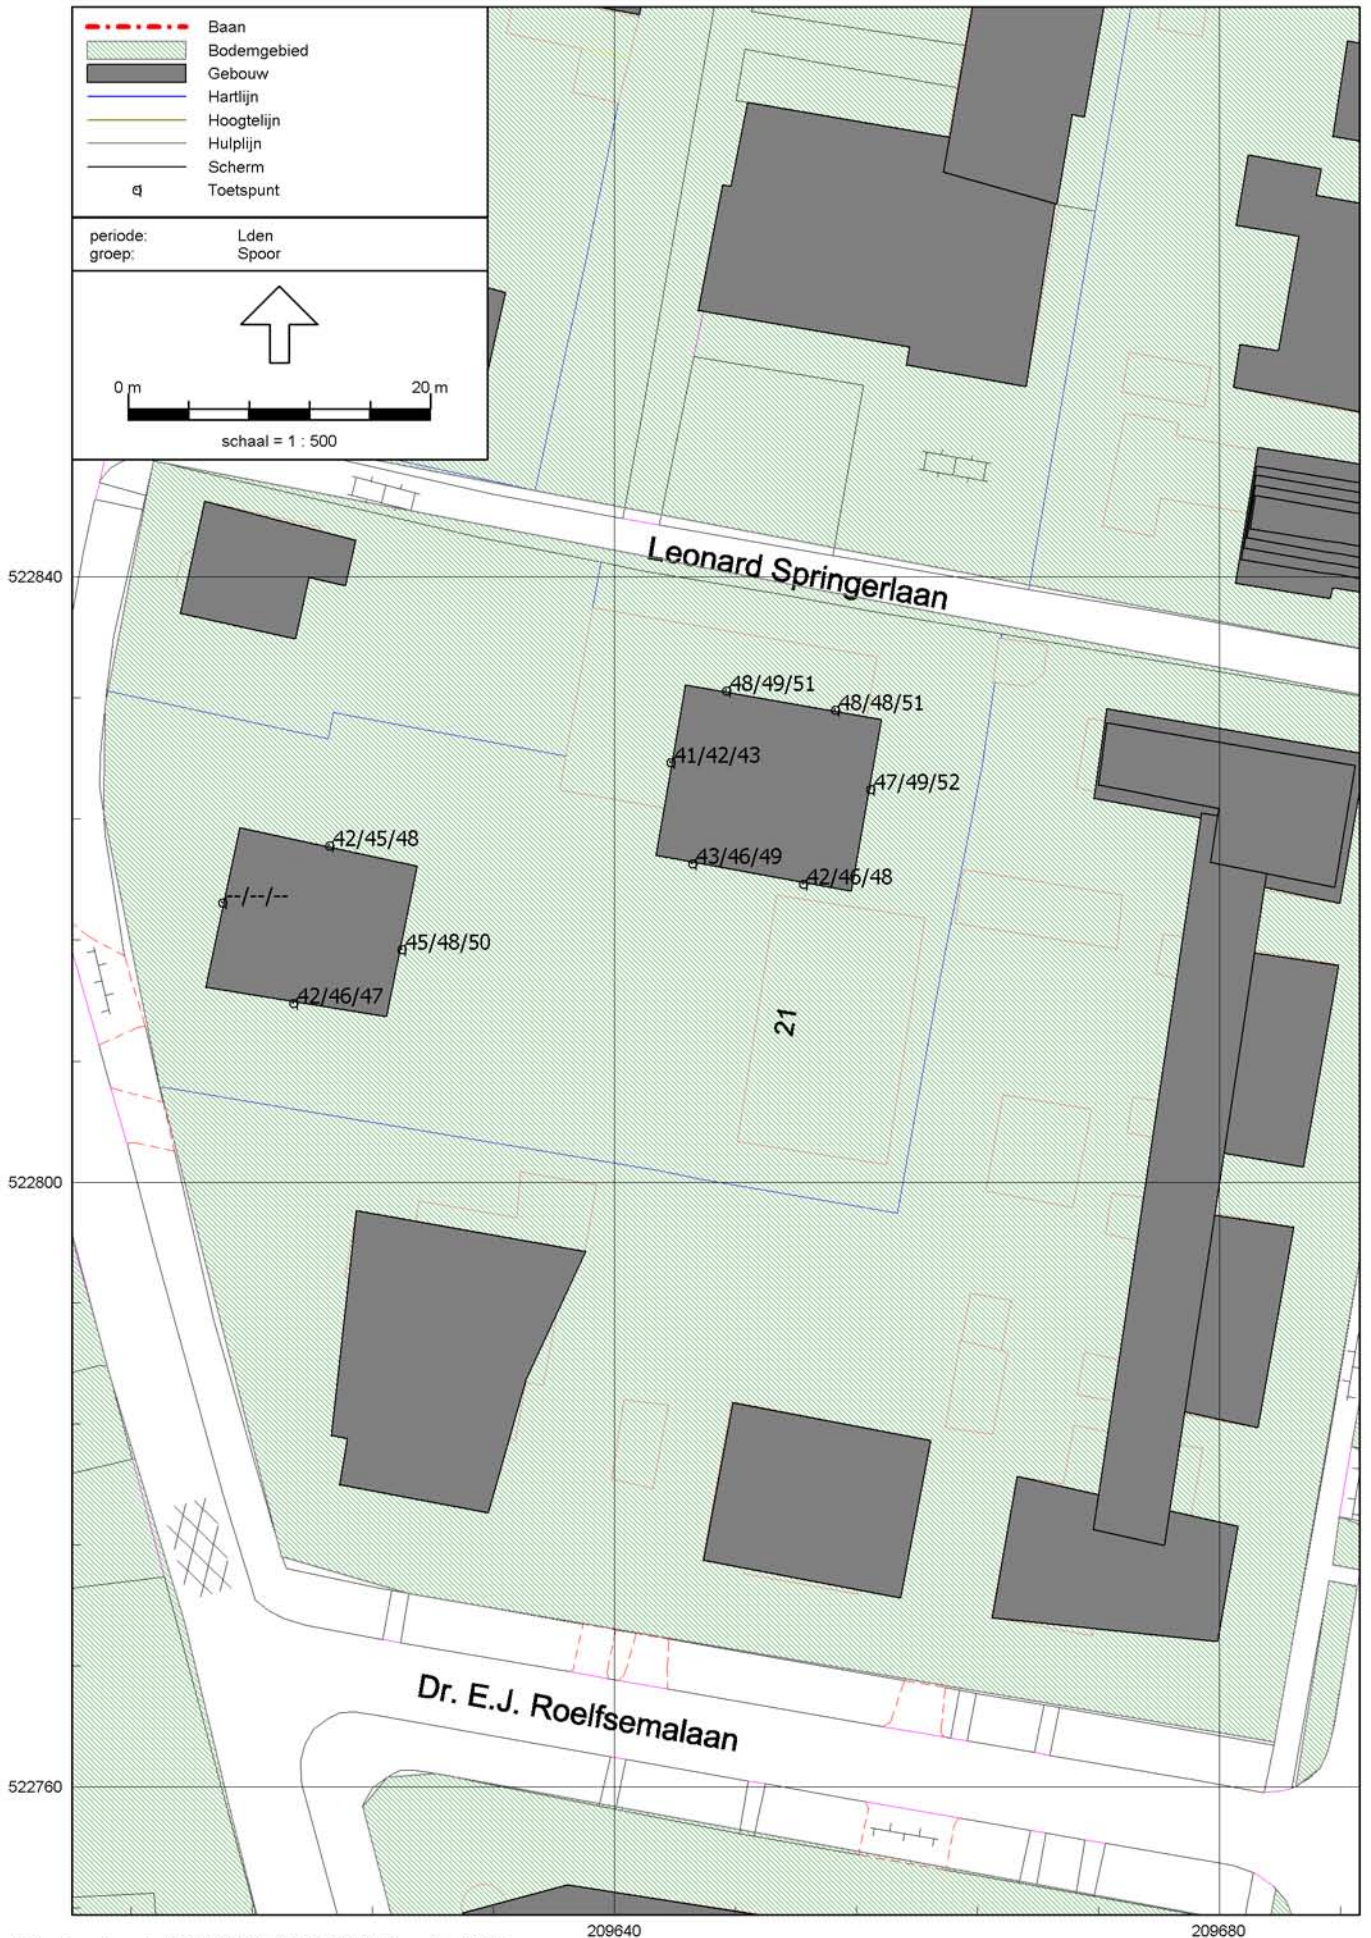 Baan
Bodemgebied
Gebouw
Hartlijn
Hoogtelijn
Hulplijn
Scherm
Toetspunt
periode: Lden
groep: Spoor
0 m 20 m
schaal = 1 : 500
522840
Leonard Springerlaan
48/49/51
48/48/51
41/42/43
47/49/52
42/45/48
43/46/49
42/46/48
--/--/--
45/48/50
42/46/47
21
522800
Dr. E.J. Roelfsemalaan
522760
209640 209680